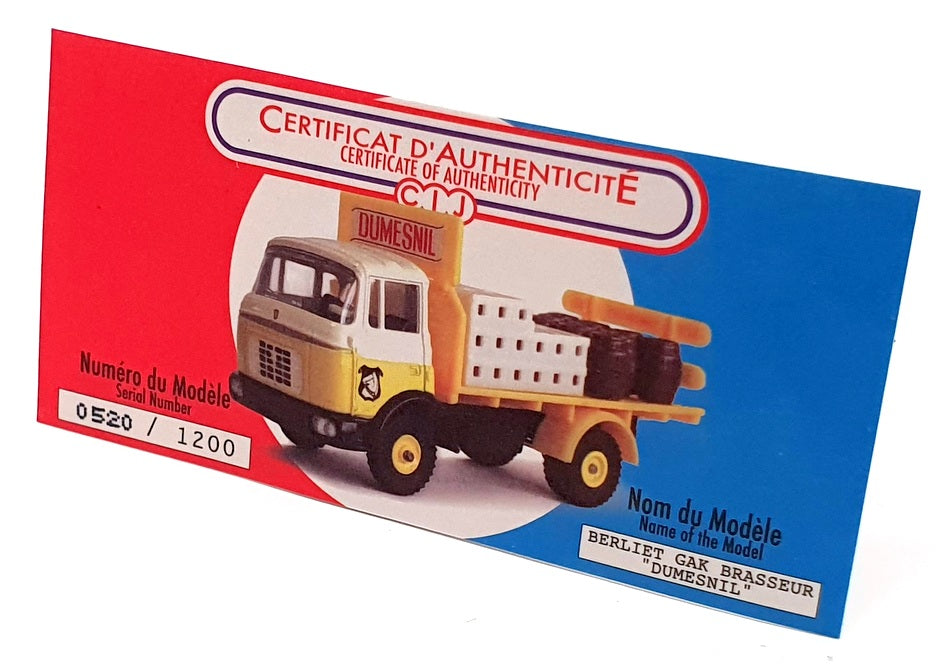 CERTIFICAT D'AUTHENTICITÉ
CERTIFICATE OF AUTHENTICITY
C.I.J
DUMESNIL
Numéro du Modèle
Serial Number
0520 / 1200
Nom du Modèle
Name of the Model
BERLIET GAK BRASSEUR
"DUMESNIL"